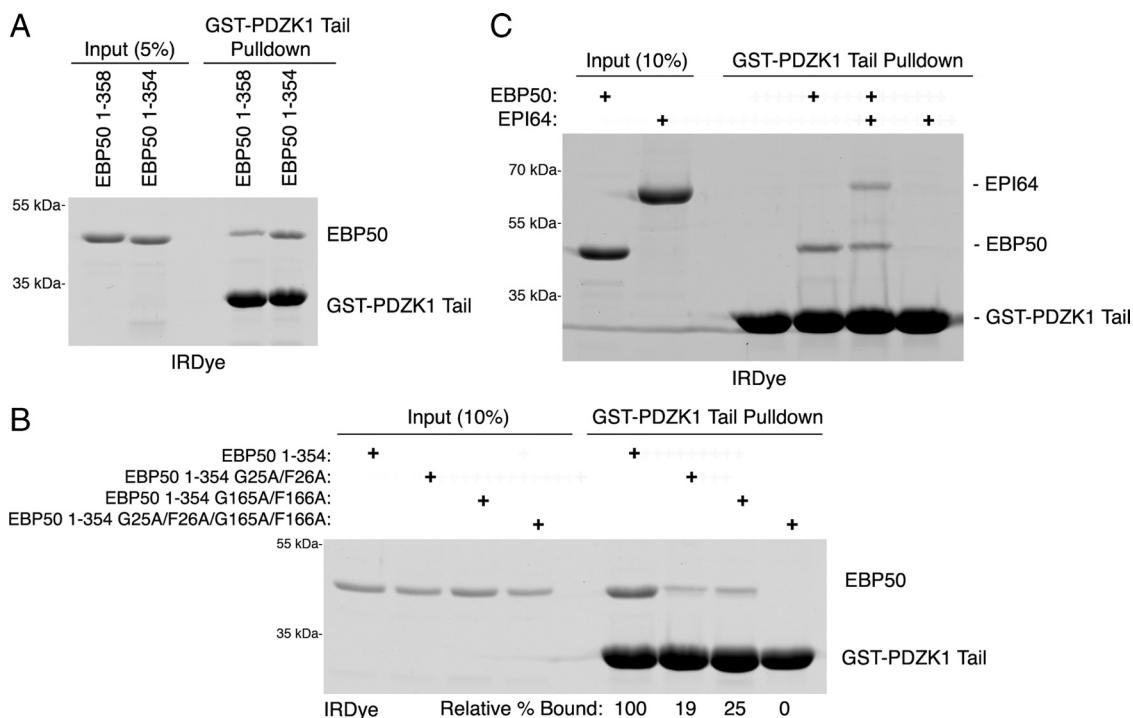 A
Input (5%)
GST-PDZK1 Tail
Pulldown
EBP50 1-358
EBP50 1-354
EBP50 1-358
EBP50 1-354
55 kDa-
35 kDa-
EBP50
GST-PDZK1 Tail
IRDye
C
Input (10%)
GST-PDZK1 Tail Pulldown
EBP50: + + +
EPI64: + + +
70 kDa-
55 kDa-
35 kDa-
- EPI64
- EBP50
- GST-PDZK1 Tail
IRDye
B
Input (10%)
GST-PDZK1 Tail Pulldown
EBP50 1-354: + +
EBP50 1-354 G25A/F26A: + +
EBP50 1-354 G165A/F166A: + +
EBP50 1-354 G25A/F26A/G165A/F166A: + +
55 kDa-
35 kDa-
EBP50
GST-PDZK1 Tail
IRDye
Relative % Bound: 100 19 25 0